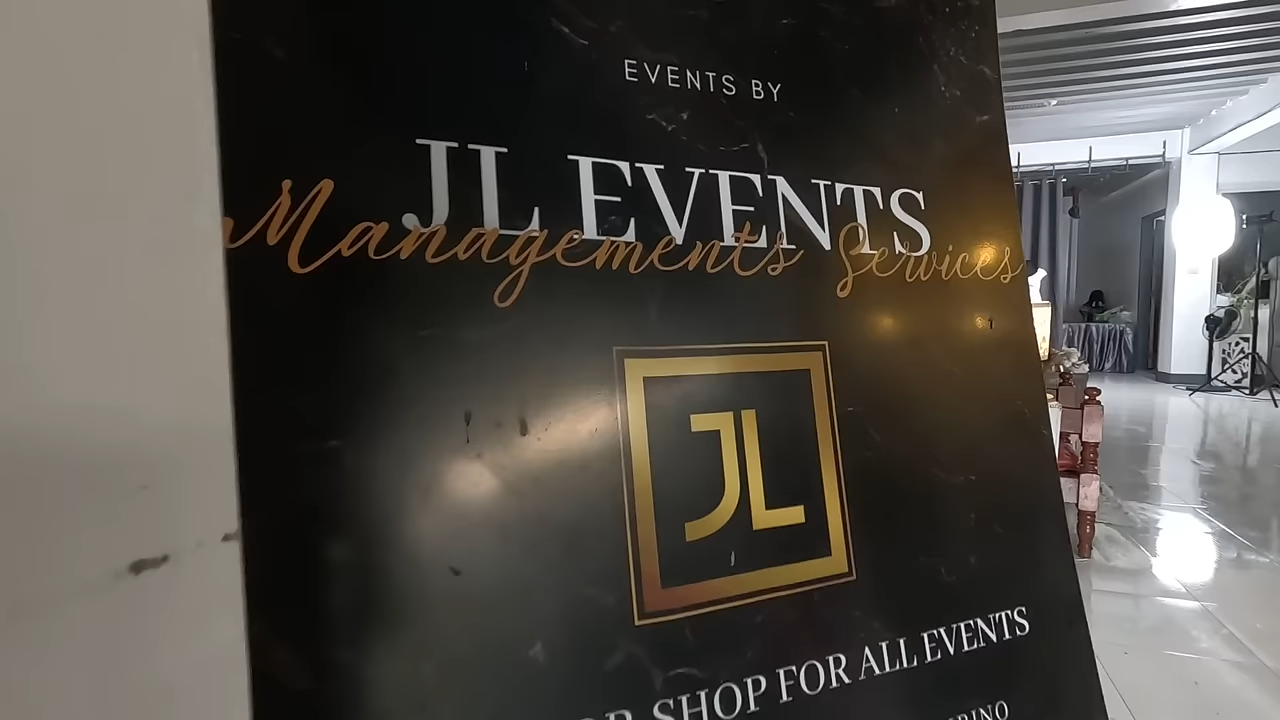 EVENTS BY
JL EVENTS
Managements Services
JL
SHOP FOR ALL EVENTS